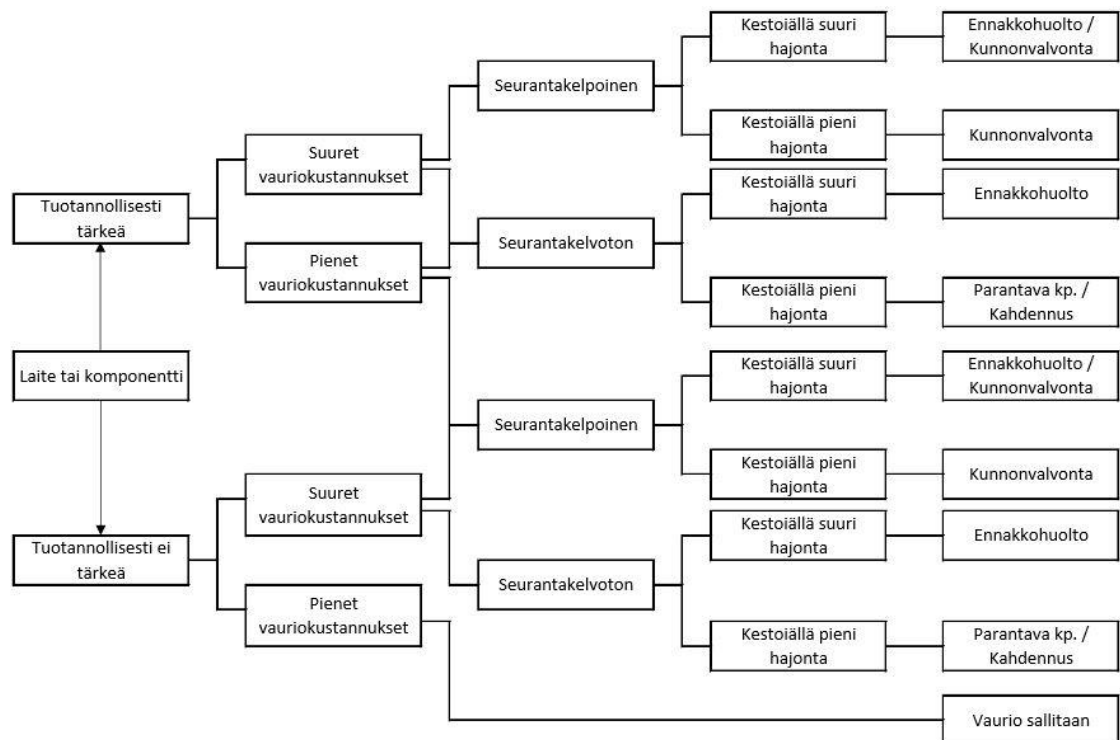 Kestoiällä suuri
hajonta
Ennakkohuolto /
Kunnonvalvonta
Seurantakelpoinen
Kestoiällä pieni
hajonta
Kunnonvalvonta
Suuret
vauriokustannukset
Kestoiällä suuri
hajonta
Ennakkohuolto
Tuotannollisesti
tärkeä
Seurantakelvoton
Pienet
vauriokustannukset
Kestoiällä pieni
hajonta
Parantava kp. /
Kahdennus
Laite tai komponentti
Kestoiällä suuri
hajonta
Ennakkohuolto /
Kunnonvalvonta
Seurantakelpoinen
Kestoiällä pieni
hajonta
Kunnonvalvonta
Suuret
vauriokustannukset
Kestoiällä suuri
hajonta
Ennakkohuolto
Tuotannollisesti ei
tärkeä
Seurantakelvoton
Pienet
vauriokustannukset
Kestoiällä pieni
hajonta
Parantava kp. /
Kahdennus
Vaurio sallitaan